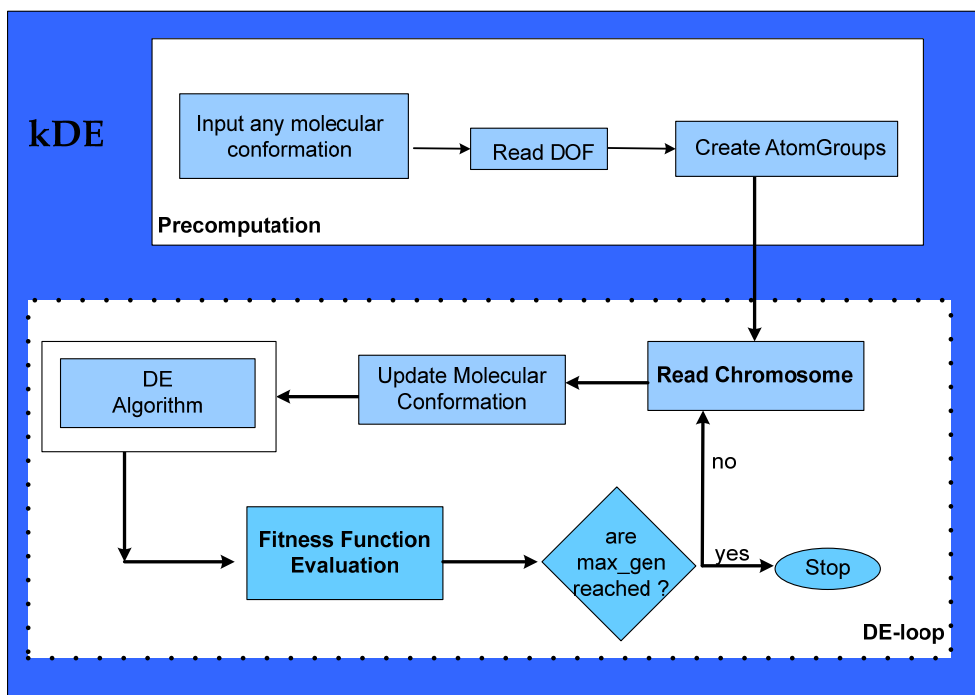 kDE
Input any molecular
conformation
Read DOF
Create AtomGroups
Precomputation
DE
Algorithm
Update Molecular
Conformation
Read Chromosome
no
Fitness Function
Evaluation
are
max_gen
reached ?
yes
Stop
DE-loop